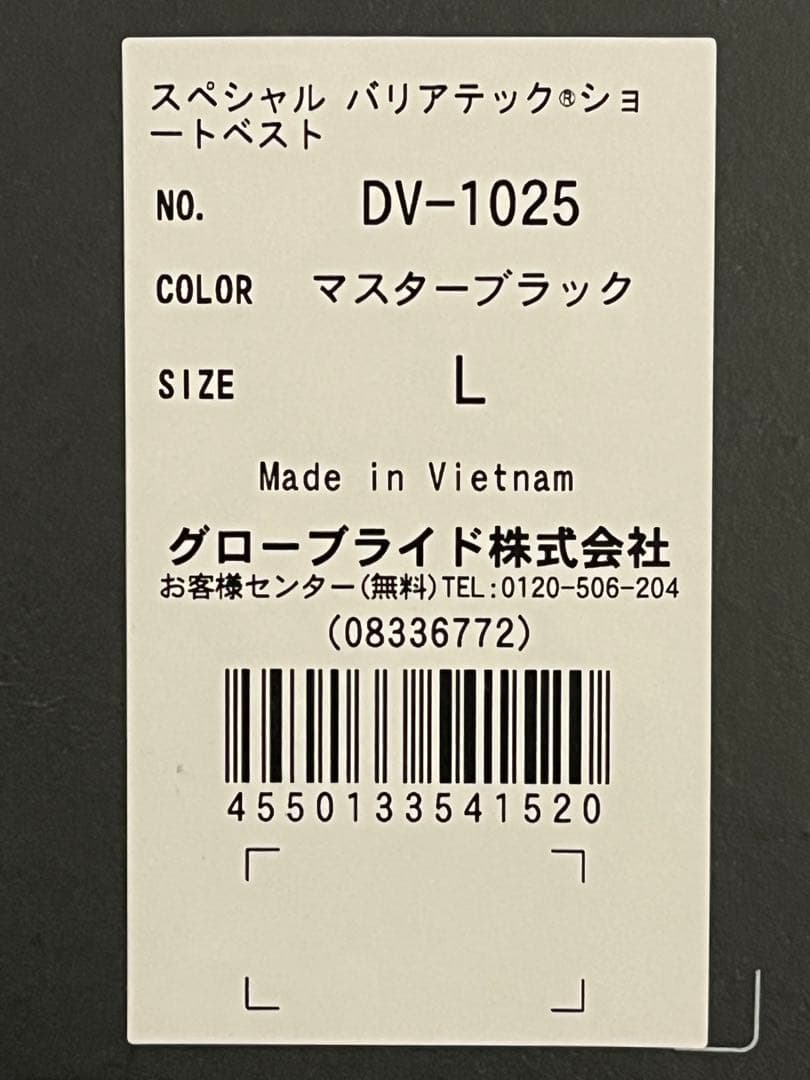 スペシャル バリアテック®ショ
ートベスト
NO. DV-1025
COLOR マスターブラック
SIZE L
Made in Vietnam
グローブライド株式会社
お客様センター(無料)TEL:0120-506-204
(08336772)
4550133541520